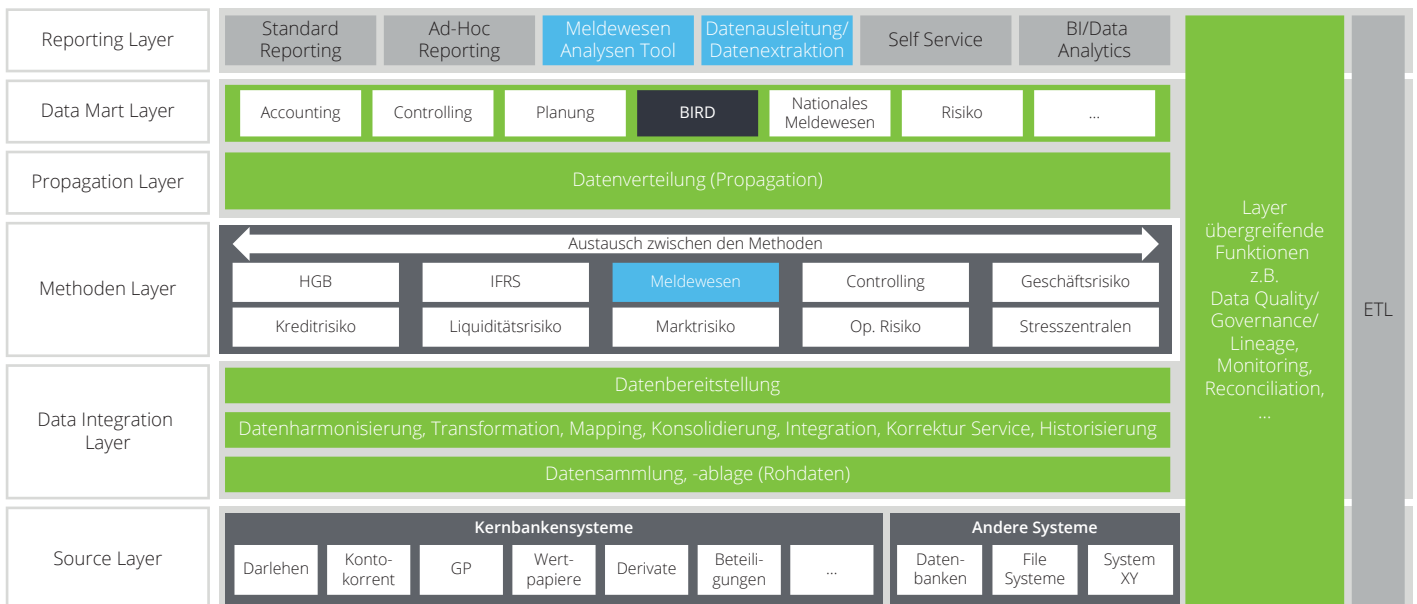 Reporting Layer
Standard
Reporting
Ad-Hoc
Reporting
Meldewesen
Analysen Tool
Datenausleitung/
Datenextraktion
Self Service
BI/Data
Analytics
Data Mart Layer
Accounting
Controlling
Planung
BIRD
Nationales
Meldewesen
Risiko
...
Propagation Layer
Datenverteilung (Propagation)
Methoden Layer
Austausch zwischen den Methoden
HGB
IFRS
Meldewesen
Controlling
Geschäftsrisiko
Kreditrisiko
Liquiditätsrisiko
Marktrisiko
Op. Risiko
Stresszentralen
Data Integration
Layer
Datenbereitstellung
Datenharmonisierung, Transformation, Mapping, Konsolidierung, Integration, Korrektur Service, Historisierung
Datensammlung, -ablage (Rohdaten)
Source Layer
Kernbankensysteme
Darlehen
Konto-
korrent
GP
Wert-
papiere
Derivate
Beteili-
gungen
...
Andere Systeme
Daten-
banken
File
Systeme
System
XY
Layer
übergreifende
Funktionen
z.B.
Data Quality/
Governance/
Lineage,
Monitoring,
Reconciliation,
...
ETL